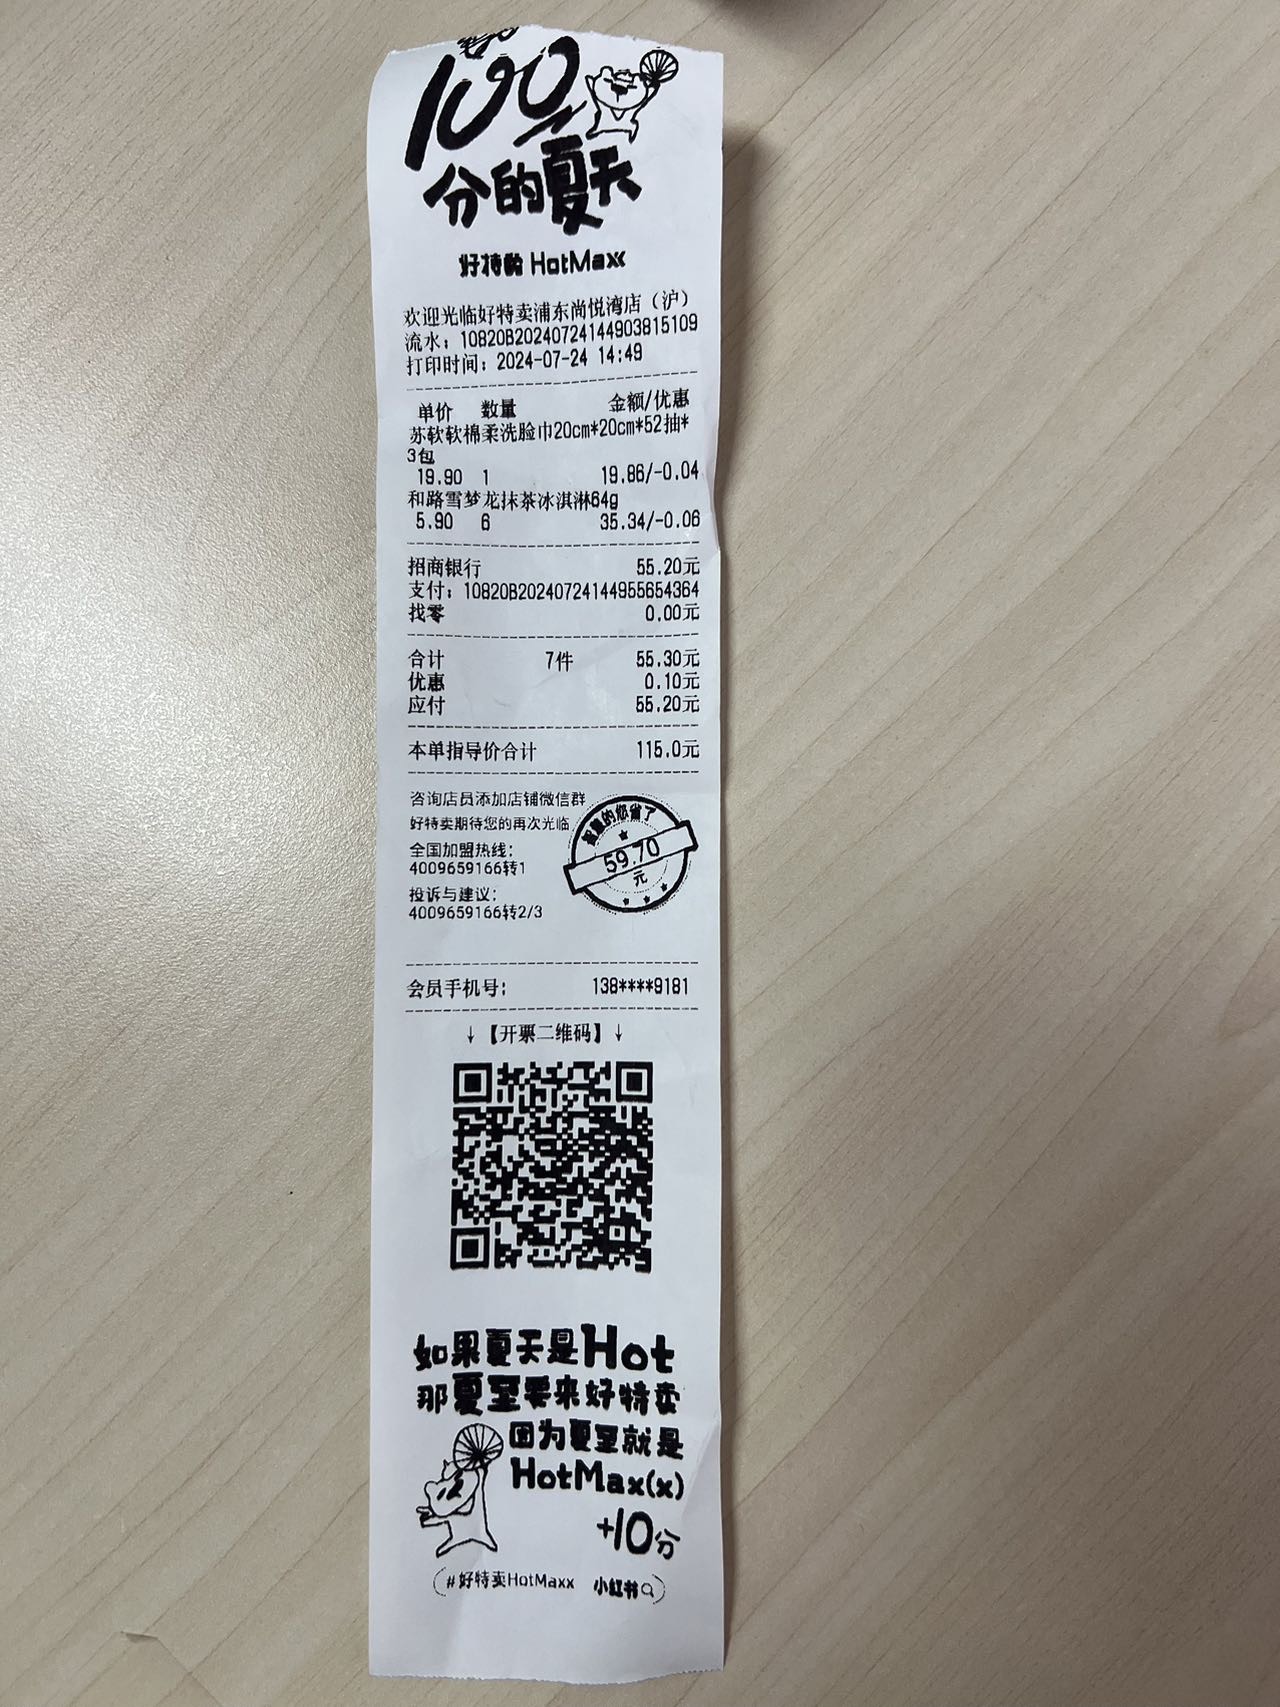 100
分的夏天
好特卖 HotMaxx
欢迎光临好特卖浦东尚悦湾店（沪）
流水：10820B20240724144903815109
打印时间：2024-07-24 14:49
单价 数量 金额/优惠
苏软软棉柔洗脸巾20cm*20cm*52抽*
3包
19.90 1 19.86/-0.04
和路雪梦龙抹茶冰淇淋64g
5.90 6 35.34/-0.06
招商银行 55.20元
支付：10820B20240724144955654364
找零 0.00元
合计 7件 55.30元
优惠 0.10元
应付 55.20元
本单指导价合计 115.0元
咨询店员添加店铺微信群
好特卖期待您的再次光临
全国加盟热线：
4009659166转1
投诉与建议：
4009659166转2/3
的您省了
59.70
元
会员手机号： 138****9181
↓【开票二维码】↓
如果夏天是Hot
那夏至要来好特卖
因为夏至就是
HotMax(x)
+10分
#好特卖HotMaxx 小红书